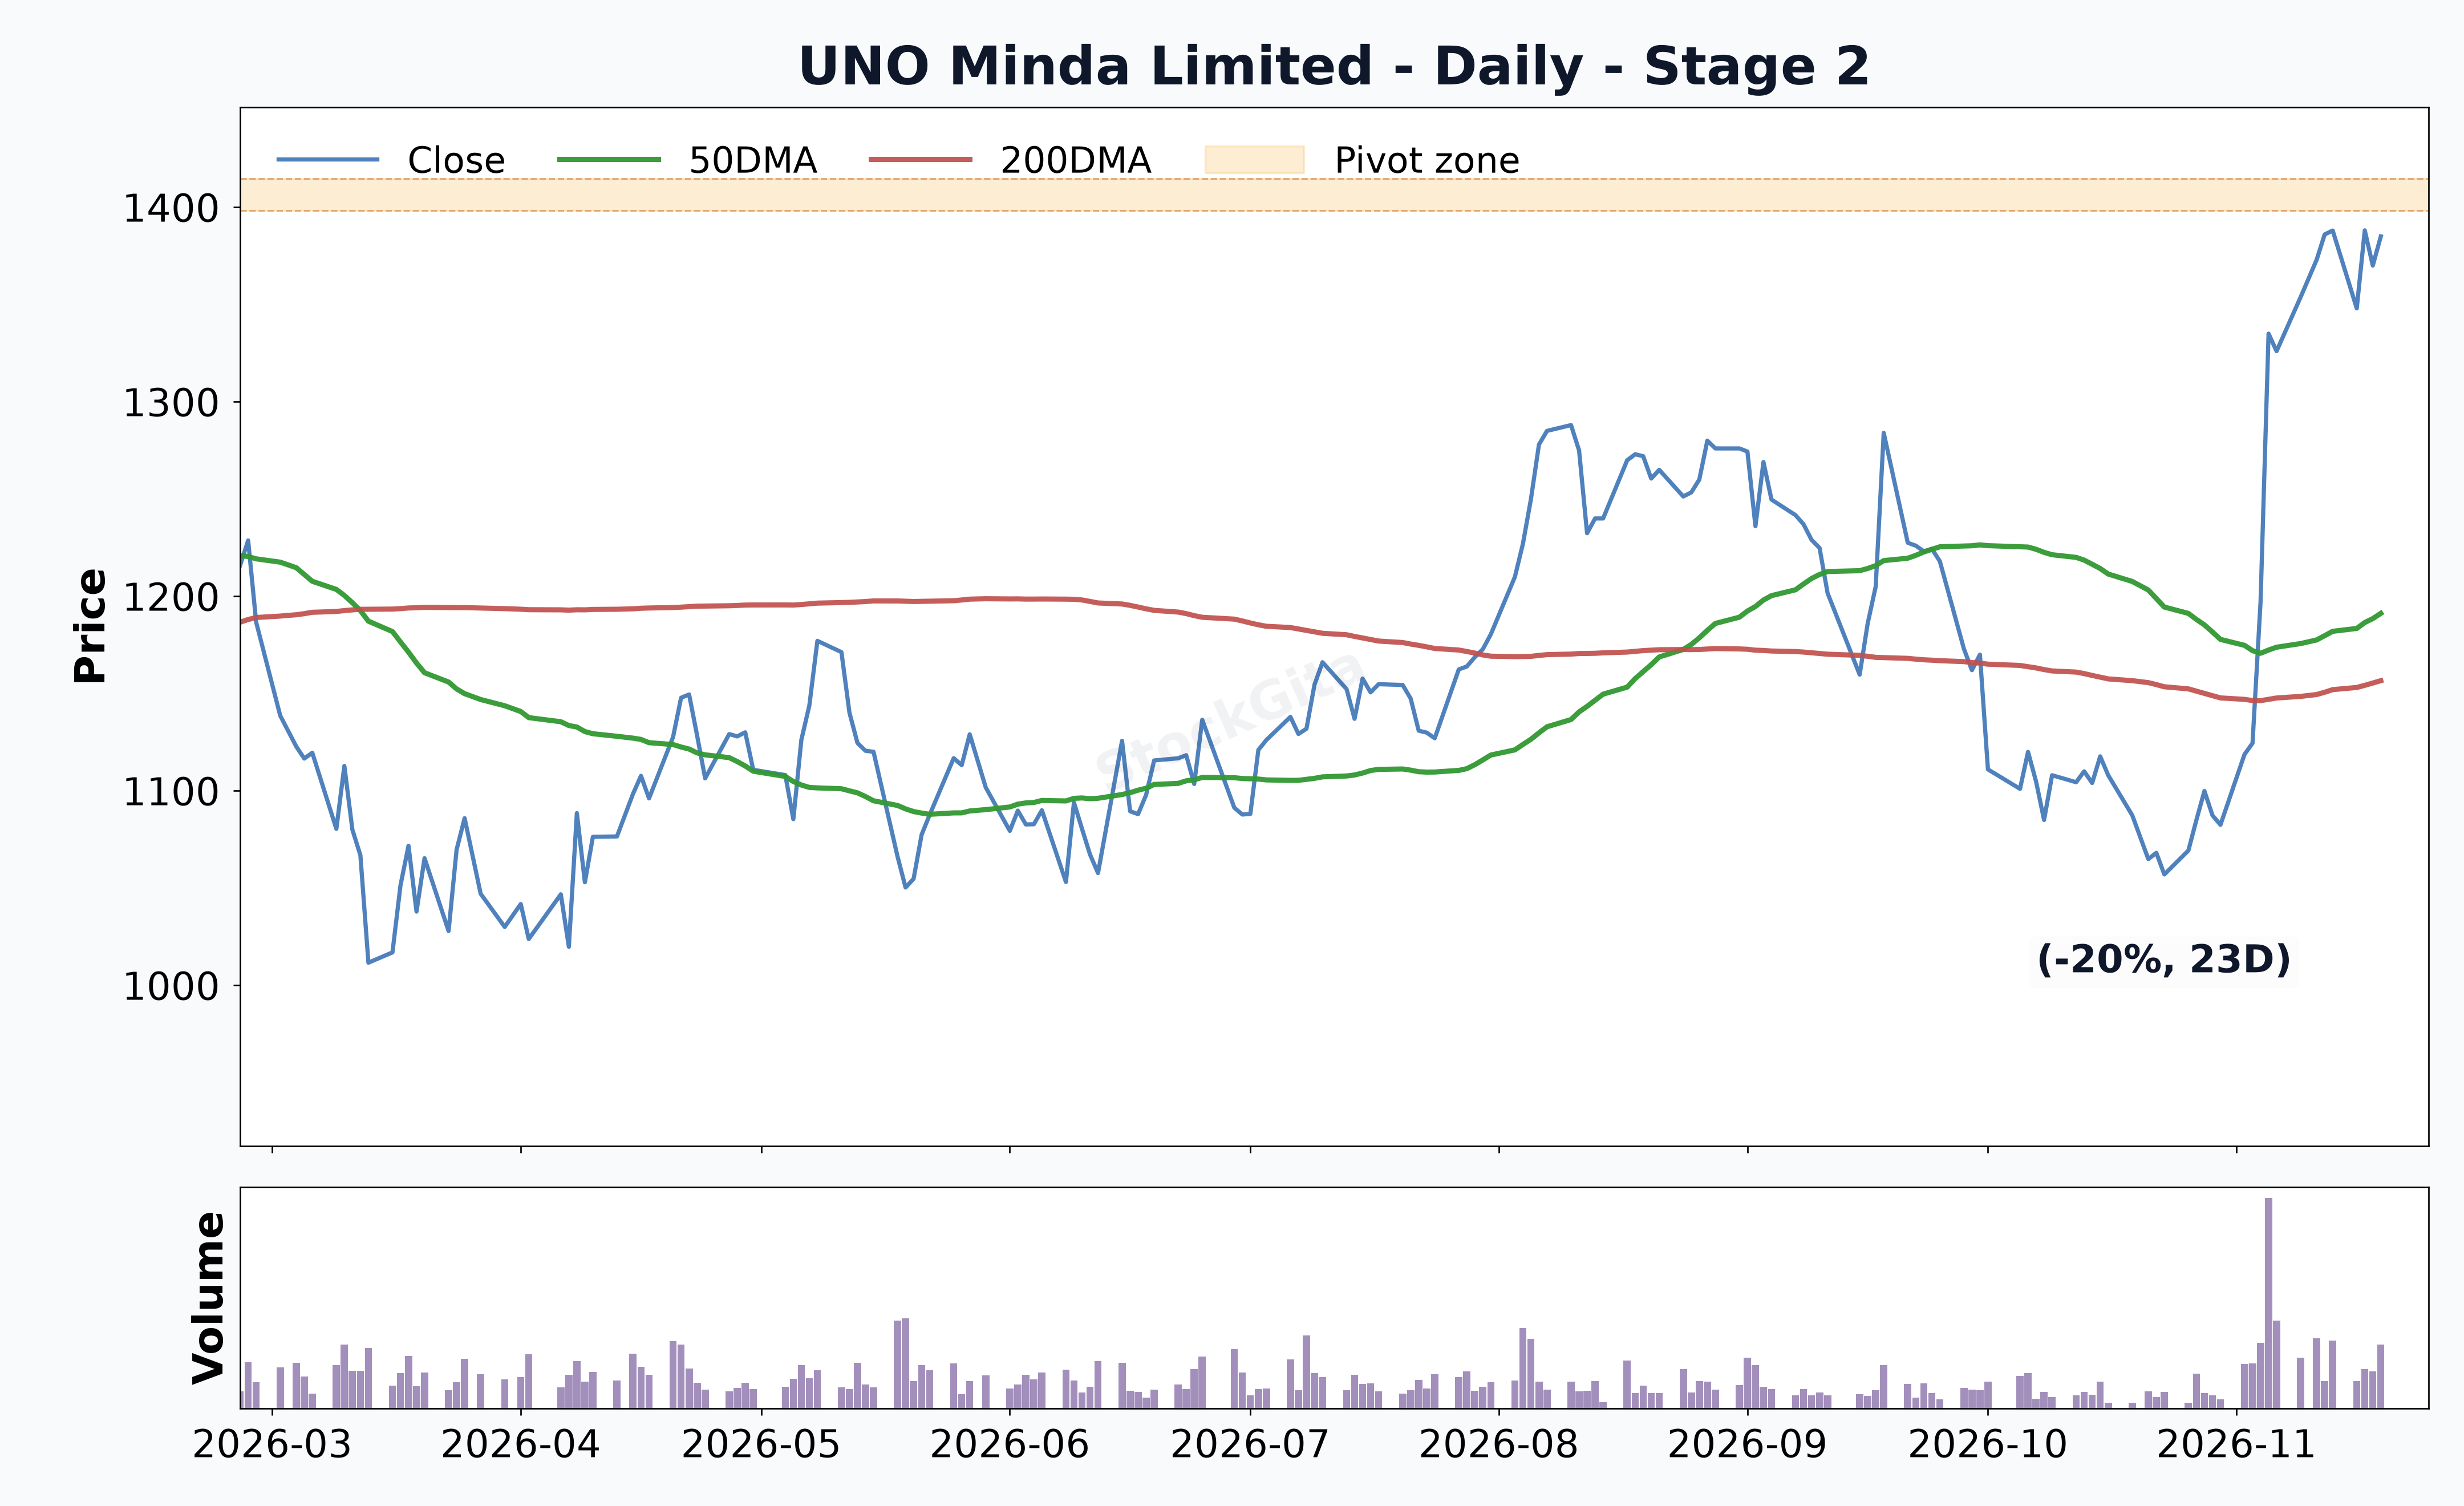 UNO Minda Limited - Daily - Stage 2
Close 50DMA 200DMA Pivot zone
Price
1400
1300
1200
1100
1000
StockGita
(-20%, 23D)
Volume
2026-03 2026-04 2026-05 2026-06 2026-07 2026-08 2026-09 2026-10 2026-11